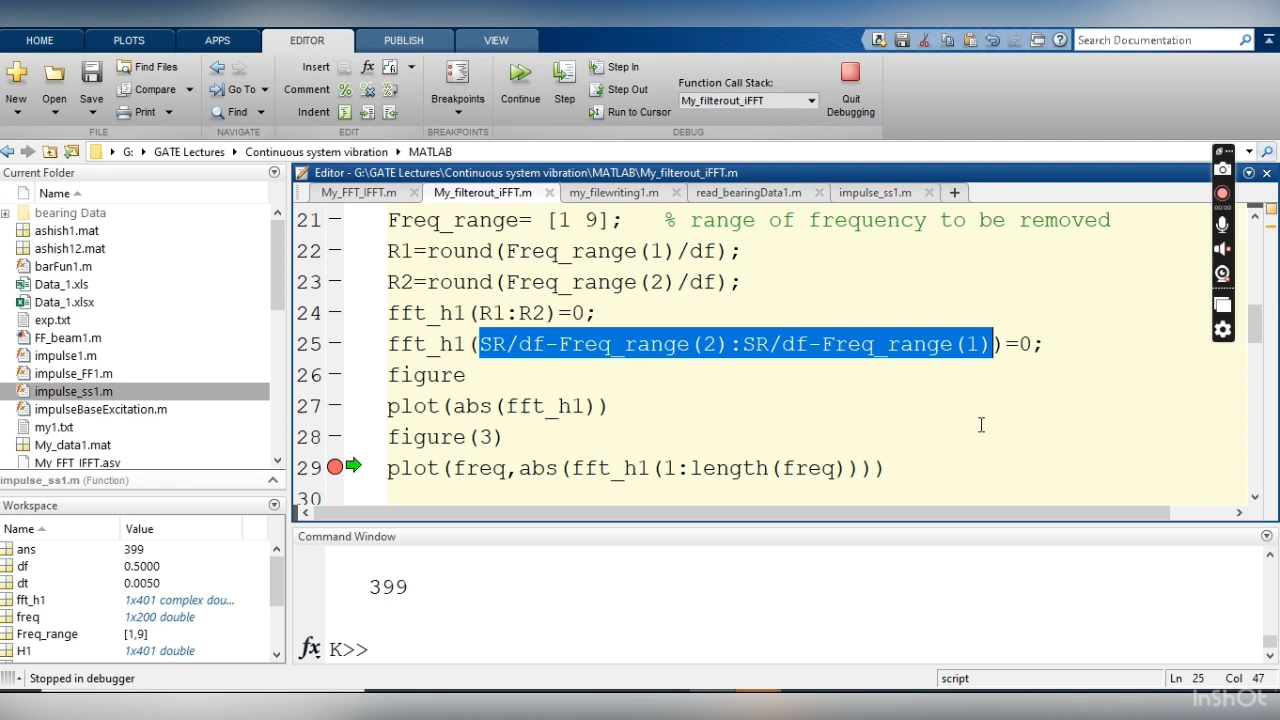 HOME PLOTS APPS EDITOR PUBLISH VIEW Search Documentation
New Open Save Find Files Compare Print
FILE
Go To Find
NAVIGATE
Insert fx
Comment %
Indent
EDIT
Breakpoints
BREAKPOINTS
Continue Step Step In Step Out Run to Cursor
Function Call Stack:
My_filterout_iFFT
Quit Debugging
DEBUG
G: GATE Lectures Continuous system vibration MATLAB
Current Folder
Name
bearing Data
ashish1.mat
ashish12.mat
barFun1.m
Data_1.xls
Data_1.xlsx
exp.txt
FF_beam1.m
impulse1.m
impulse_FF1.m
impulse_ss1.m
impulseBaseExcitation.m
my1.txt
My_data1.mat
My_FFT_IFFT.asv
impulse_ss1.m (Function)
Workspace
Name Value
ans 399
df 0.5000
dt 0.0050
fft_h1 1x401 complex dou...
freq 1x200 double
Freq_range [1,9]
H1 1x401 double
Editor - G:\GATE Lectures\Continuous system vibration\MATLAB\My_filterout_iFFT.m
My_FFT_IFFT.m My_filterout_iFFT.m my_filewriting1.m read_bearingData1.m impulse_ss1.m
21 - Freq_range= [1 9]; % range of frequency to be removed
22 - R1=round(Freq_range(1)/df);
23 - R2=round(Freq_range(2)/df);
24 - fft_h1(R1:R2)=0;
25 - fft_h1(SR/df-Freq_range(2):SR/df-Freq_range(1))=0;
26 - figure
27 - plot(abs(fft_h1))
28 - figure(3)
29 - plot(freq,abs(fft_h1(1:length(freq))))
30
00:00
Command Window
399
fx K>>
Stopped in debugger
script
Ln 25 Col 47
InShOt